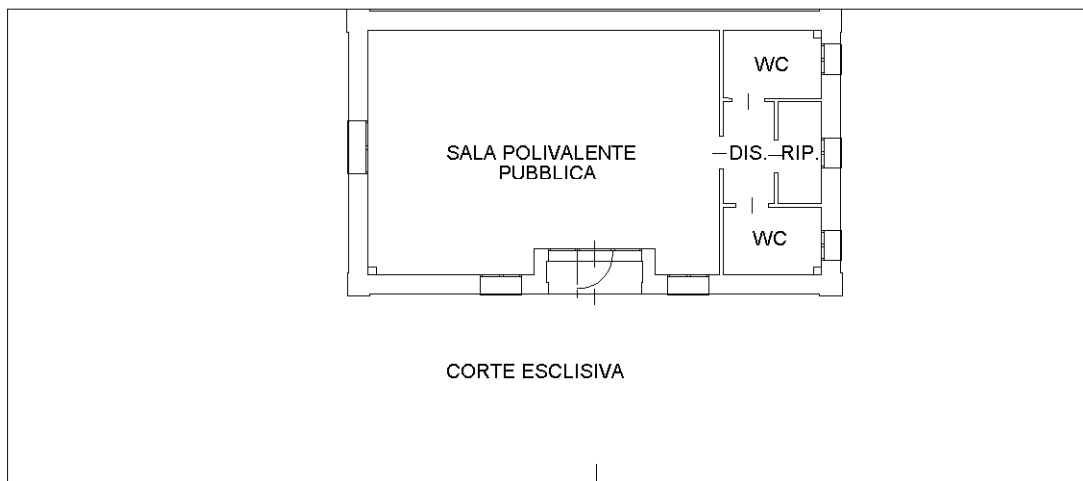 WC
SALA POLIVALENTE
PUBBLICA
DIS.
RIP.
WC
CORTE ESCLISIVA